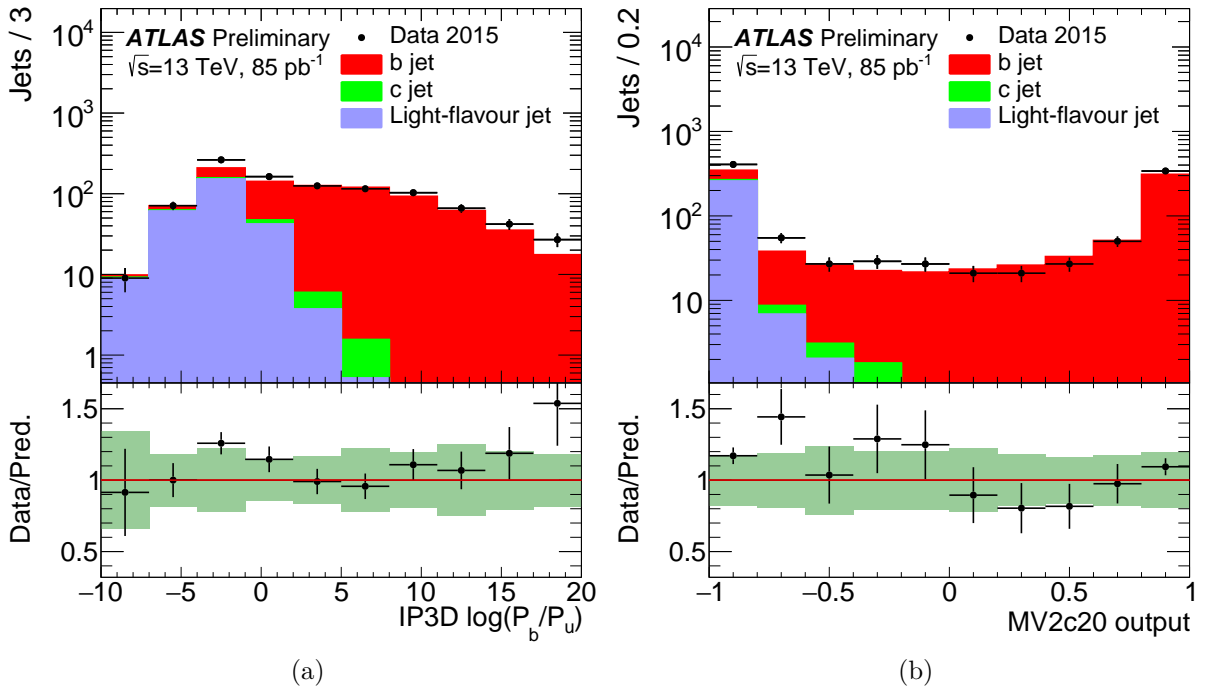 Jets / 3
10⁴
10³
10²
10
1
ATLAS Preliminary
√s=13 TeV, 85 pb⁻¹
Data 2015
b jet
c jet
Light-flavour jet
Data/Pred.
1.5
1
0.5
−10 −5 0 5 10 15 20
IP3D log(P_b/P_u)
(a)
Jets / 0.2
10⁴
10³
10²
10
ATLAS Preliminary
√s=13 TeV, 85 pb⁻¹
Data 2015
b jet
c jet
Light-flavour jet
Data/Pred.
1.5
1
0.5
−1 −0.5 0 0.5 1
MV2c20 output
(b)